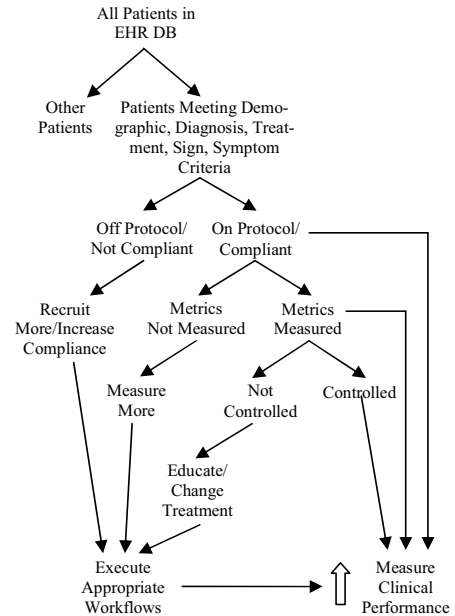 All Patients in
EHR DB
Other
Patients
Patients Meeting Demo-
graphic, Diagnosis, Treat-
ment, Sign, Symptom
Criteria
Off Protocol/
Not Compliant
On Protocol/
Compliant
Recruit
More/Increase
Compliance
Metrics
Not Measured
Metrics
Measured
Measure
More
Not
Controlled
Controlled
Educate/
Change
Treatment
Execute
Appropriate
Workflows
Measure
Clinical
Performance